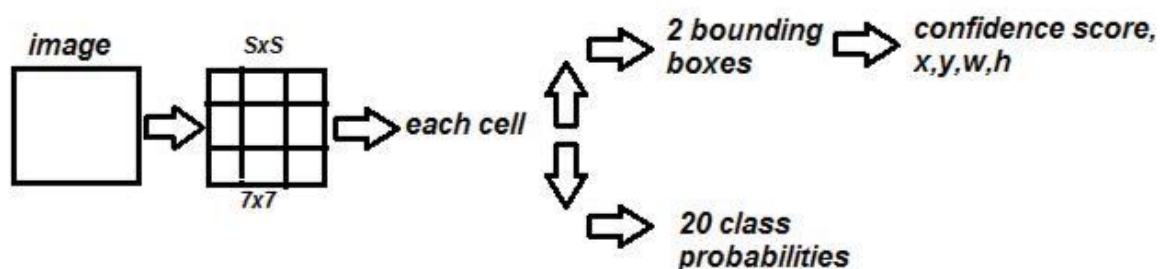 image
SxS
7x7
each cell
2 bounding
boxes
confidence score,
x,y,w,h
20 class
probabilities